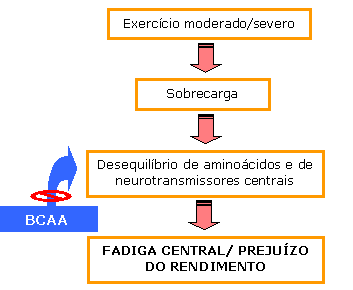 Exercício moderado/severo
Sobrecarga
Desequilíbrio de aminoácidos e de
neurotransmissores centrais
BCAA
FADIGA CENTRAL/ PREJUÍZO
DO RENDIMENTO